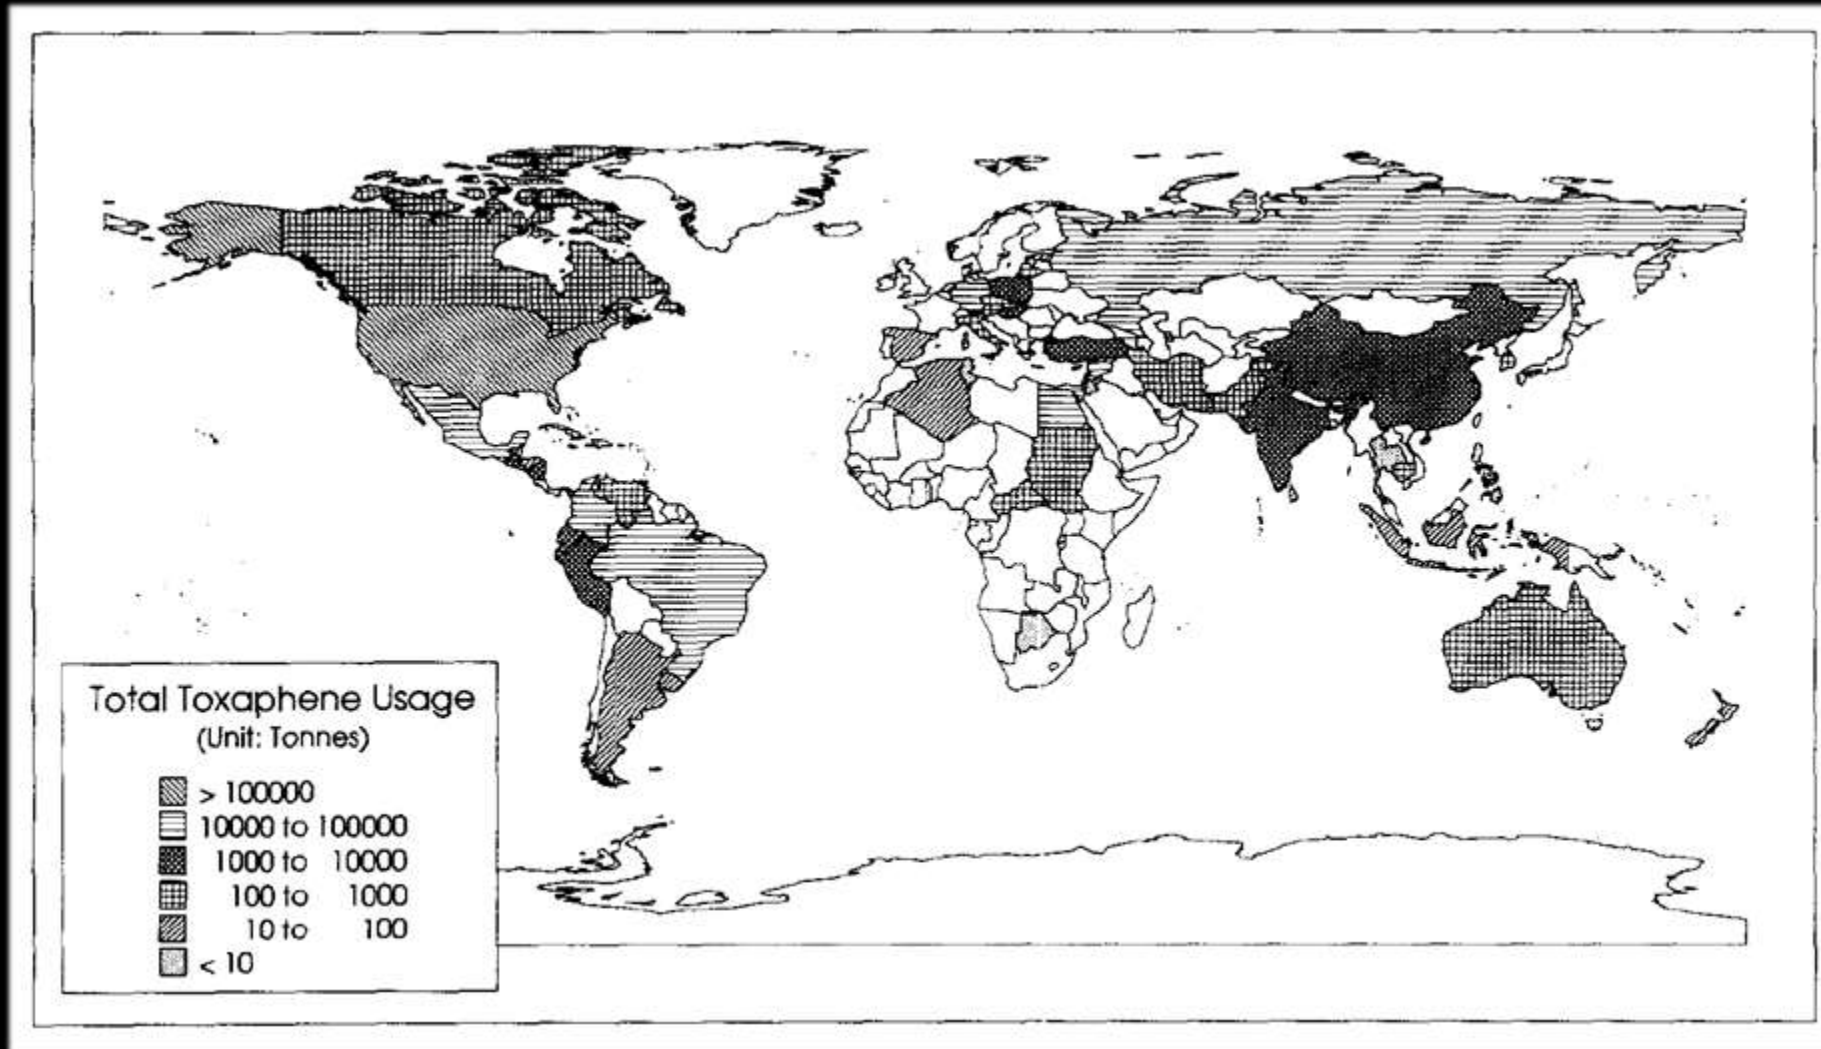 Total Toxaphene Usage
(Unit: Tonnes)
> 100000
10000 to 100000
1000 to 10000
100 to 1000
10 to 100
< 10